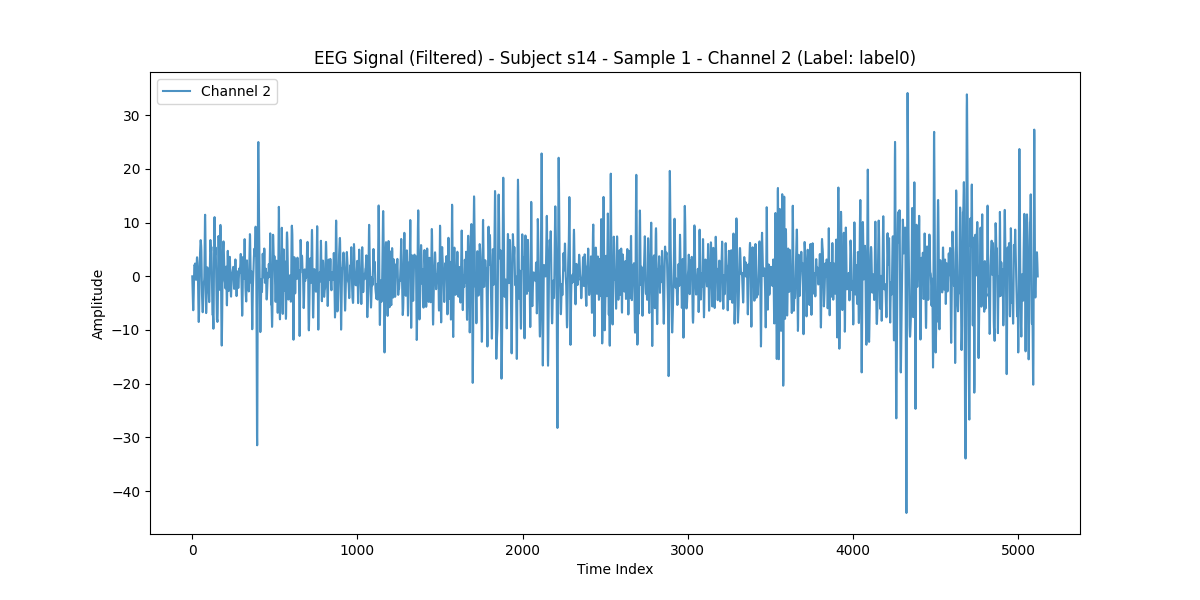 EEG Signal (Filtered) - Subject s14 - Sample 1 - Channel 2 (Label: label0)
Channel 2
30
20
10
0
−10
−20
−30
−40
Amplitude
0 1000 2000 3000 4000 5000
Time Index